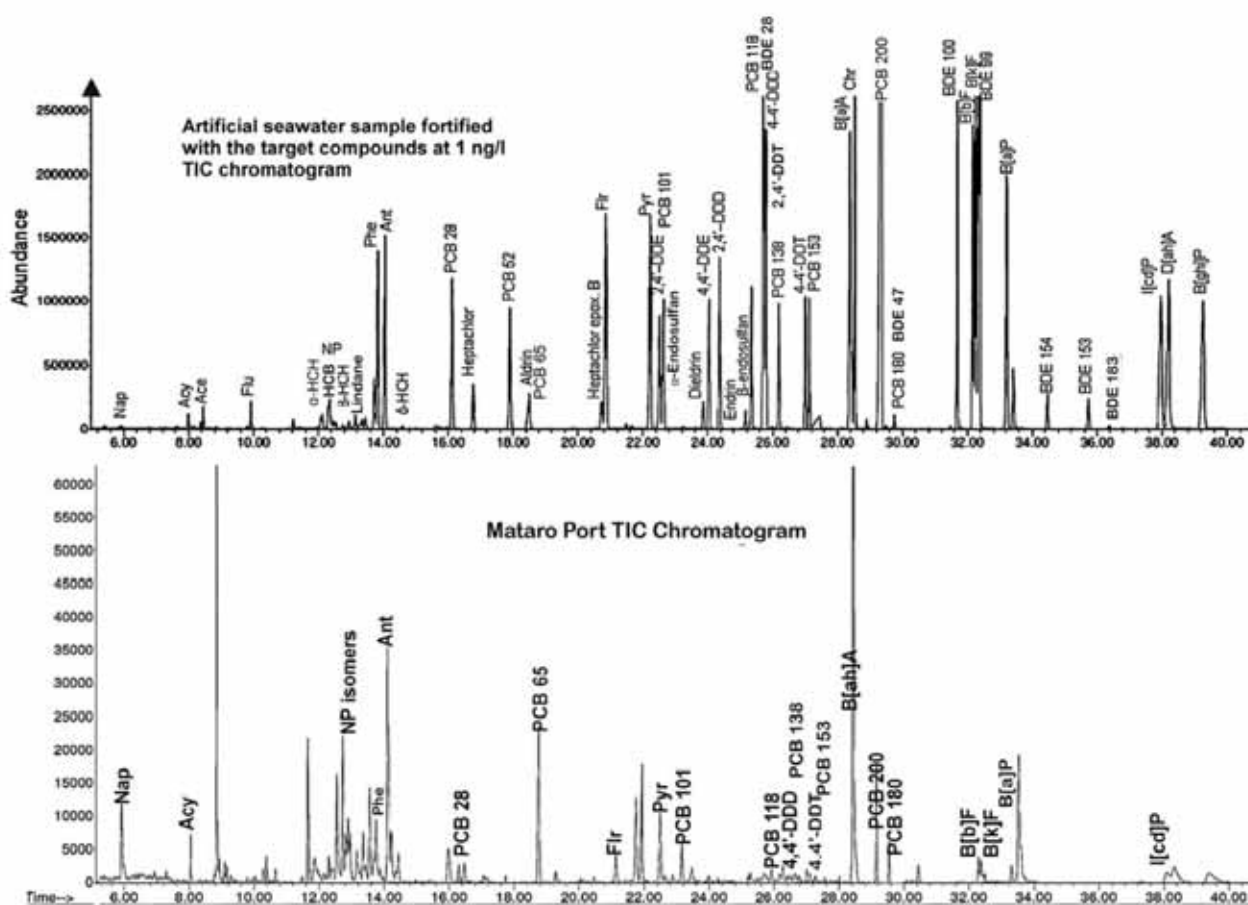 Artificial seawater sample fortified
with the target compounds at 1 ng/l
TIC chromatogram
Abundance
2500000
2000000
1500000
1000000
500000
0
Nap
Acy
Ace
Flu
α-HCH
HCB
NP
β-HCH
Lindane
Phe
Ant
δ-HCH
PCB 28
Heptachlor
PCB 52
Aldrin
PCB 65
Heptachlor epox. B
Flr
Pyr
2,4'-DDE
PCB 101
α-Endosulfan
Dieldrin
4,4'-DDE
2,4'-DDD
Endrin
β-endosulfan
PCB 118
BDE 28
4-4'-DDD
2,4'-DDT
PCB 138
4-4'-DDT
PCB 153
B[a]A
Chr
PCB 200
PCB 180
BDE 47
BDE 100
B[b]F
B[k]F
BDE 99
B[a]P
BDE 154
BDE 153
BDE 183
I[cd]P
D[ah]A
B[ghi]P
6.00 8.00 10.00 12.00 14.00 16.00 18.00 20.00 22.00 24.00 26.00 28.00 30.00 32.00 34.00 36.00 38.00 40.00
Mataro Port TIC Chromatogram
60000
55000
50000
45000
40000
35000
30000
25000
20000
15000
10000
5000
0
Nap
Acy
NP isomers
Phe
Ant
PCB 28
PCB 65
Flr
Pyr
PCB 101
PCB 118
4,4'-DDD
PCB 138
4.4'-DDT
PCB 153
B[ah]A
PCB 200
PCB 180
B[b]F
B[k]F
B[a]P
I[cd]P
Time--> 6.00 8.00 10.00 12.00 14.00 16.00 18.00 20.00 22.00 24.00 26.00 28.00 30.00 32.00 34.00 36.00 38.00 40.00